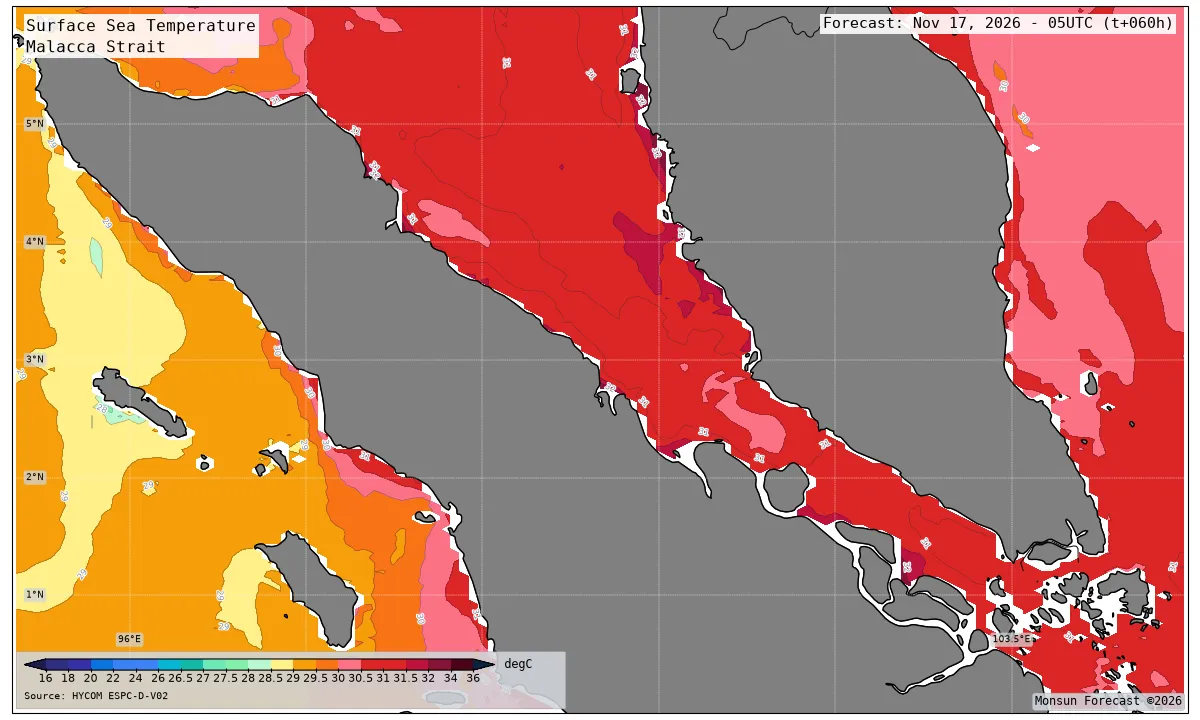 Surface Sea Temperature
Malacca Strait
Forecast: Nov 17, 2026 - 05UTC (t+060h)
5°N
4°N
3°N
2°N
1°N
96°E
103.5°E
degC
16 18 20 22 24 26 26.5 27 27.5 28 28.5 29 29.5 30 30.5 31 31.5 32 34 36
Source: HYCOM ESPC-D-V02
Monsun Forecast ©2026